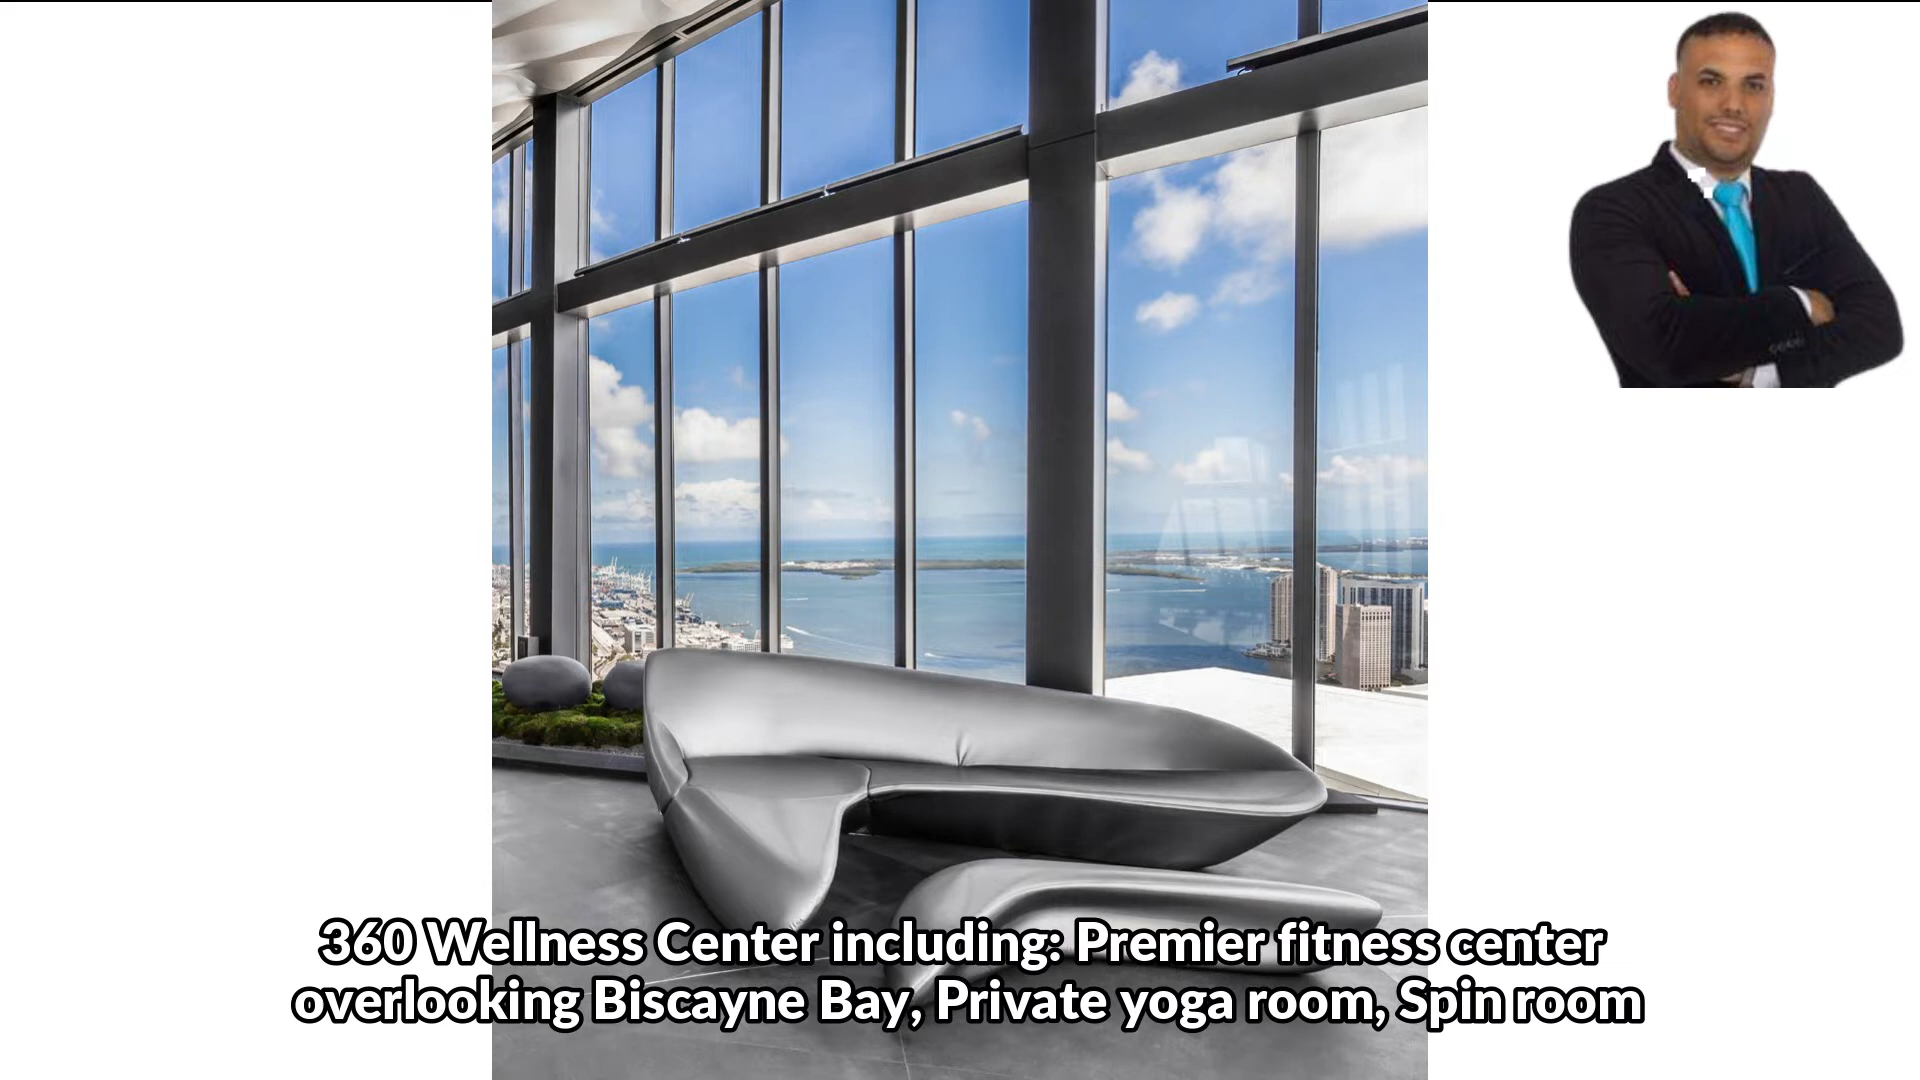 360 Wellness Center including: Premier fitness center
overlooking Biscayne Bay, Private yoga room, Spin room